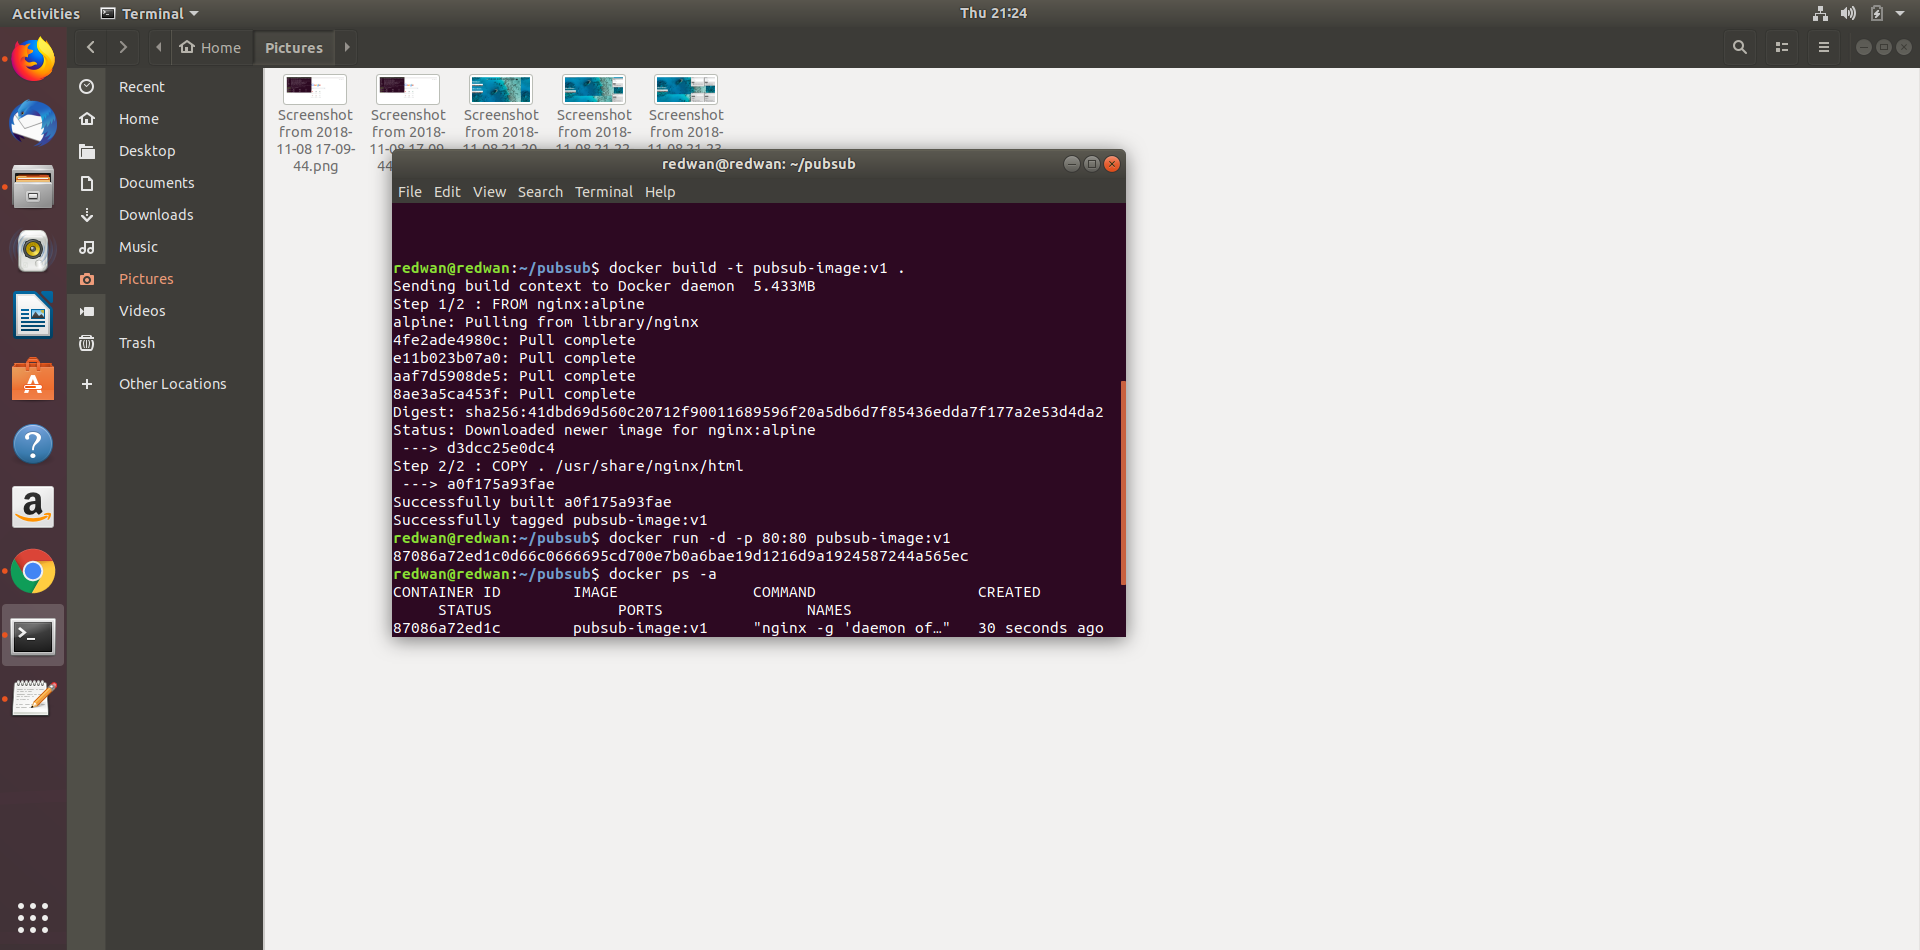 Activities
Terminal
Thu 21:24
Home
Pictures
Recent
Home
Desktop
Documents
Downloads
Music
Pictures
Videos
Trash
Other Locations
Screenshot
from 2018-
11-08 17-09-
44.png
Screenshot
from 2018-
11-08 17-09-
44
Screenshot
from 2018-
11-08 21-20-
Screenshot
from 2018-
11-08 21-22-
Screenshot
from 2018-
11-08 21-23-
redwan@redwan: ~/pubsub
File Edit View Search Terminal Help
redwan@redwan:~/pubsub$ docker build -t pubsub-image:v1 .
Sending build context to Docker daemon  5.433MB
Step 1/2 : FROM nginx:alpine
alpine: Pulling from library/nginx
4fe2ade4980c: Pull complete
e11b023b07a0: Pull complete
aaf7d5908de5: Pull complete
8ae3a5ca453f: Pull complete
Digest: sha256:41dbd69d560c20712f90011689596f20a5db6d7f85436edda7f177a2e53d4da2
Status: Downloaded newer image for nginx:alpine
 ---> d3dcc25e0dc4
Step 2/2 : COPY . /usr/share/nginx/html
 ---> a0f175a93fae
Successfully built a0f175a93fae
Successfully tagged pubsub-image:v1
redwan@redwan:~/pubsub$ docker run -d -p 80:80 pubsub-image:v1
87086a72ed1c0d66c0666695cd700e7b0a6bae19d1216d9a1924587244a565ec
redwan@redwan:~/pubsub$ docker ps -a
CONTAINER ID        IMAGE               COMMAND                  CREATED
     STATUS              PORTS                NAMES
87086a72ed1c        pubsub-image:v1     "nginx -g 'daemon of…"   30 seconds ago